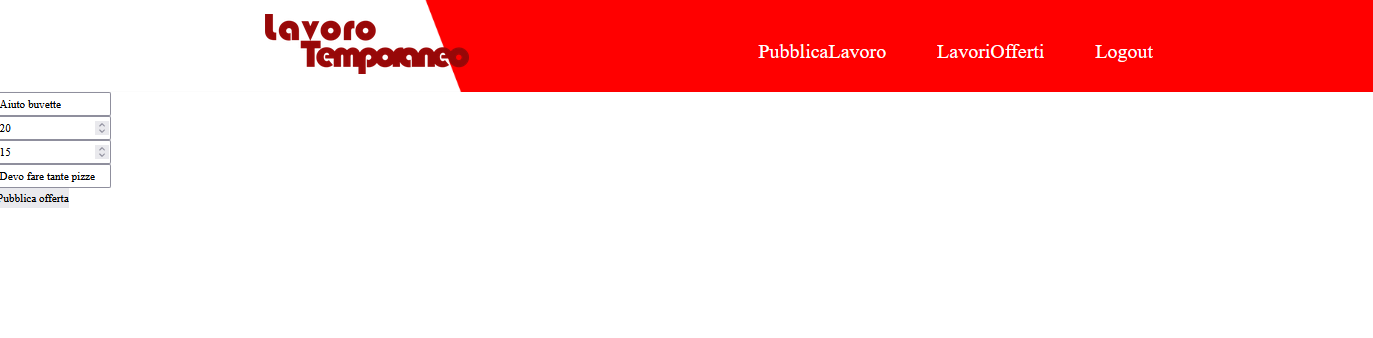 Lavoro
Temporaneo
PubblicaLavoro LavoriOfferti Logout
Aiuto buvette
20
15
Devo fare tante pizze
Pubblica offerta